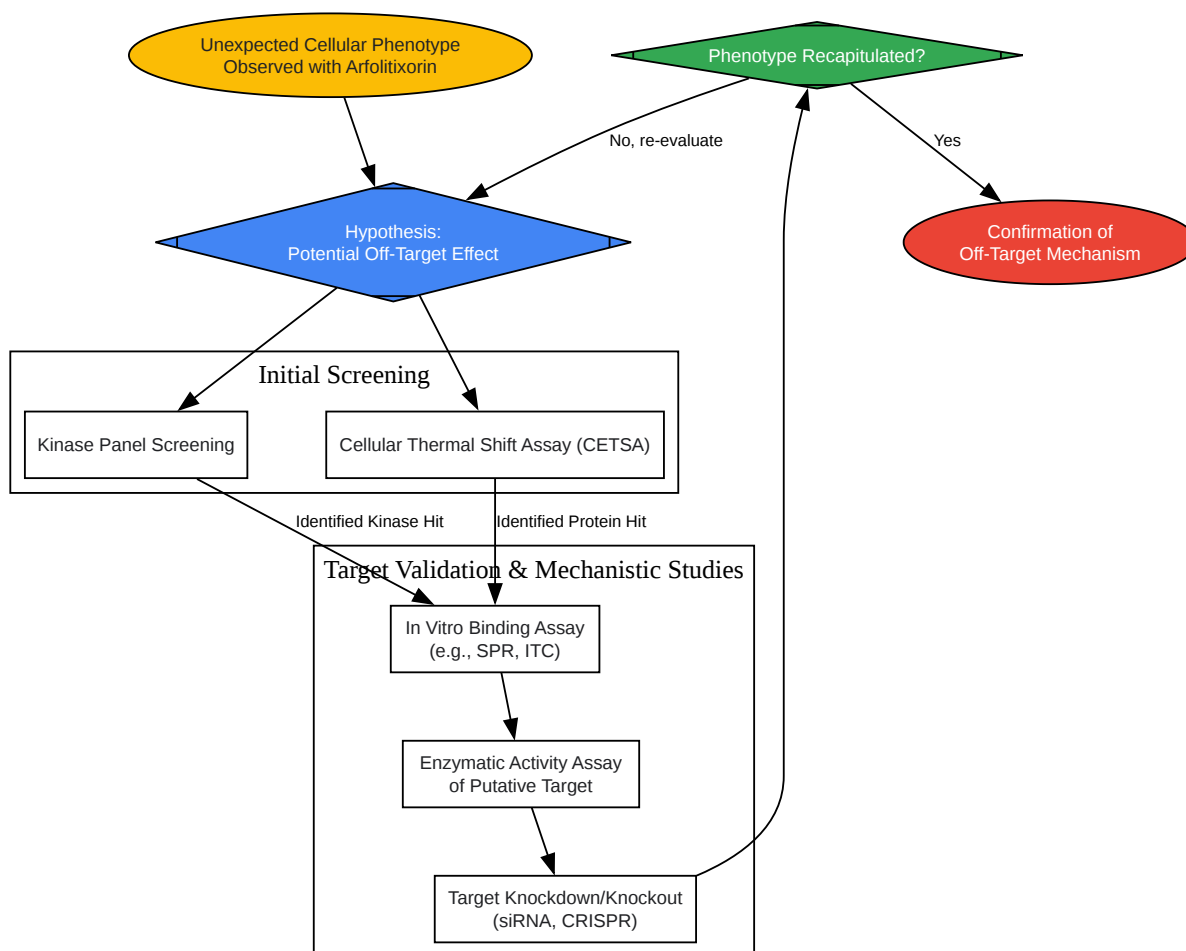 Unexpected Cellular Phenotype
Observed with Arfolitixorin
Phenotype Recapitulated?
No, re-evaluate
Yes
Hypothesis:
Potential Off-Target Effect
Confirmation of
Off-Target Mechanism
Initial Screening
Kinase Panel Screening
Cellular Thermal Shift Assay (CETSA)
Identified Kinase Hit
Identified Protein Hit
Target Validation & Mechanistic Studies
In Vitro Binding Assay
(e.g., SPR, ITC)
Enzymatic Activity Assay
of Putative Target
Target Knockdown/Knockout
(siRNA, CRISPR)